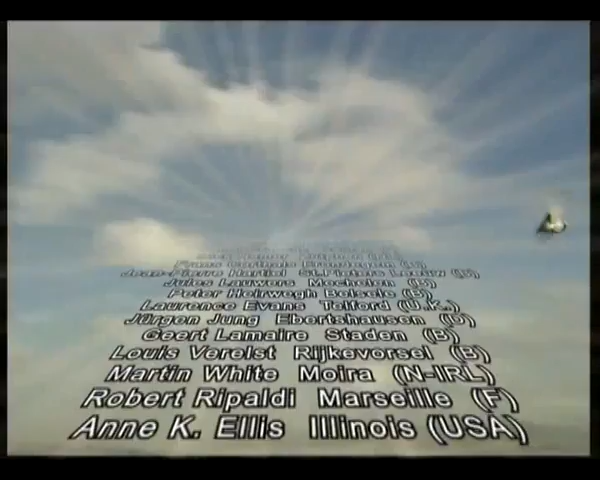 Jean-Pierre Hartiel St.Pieters Leeuw (B)
Jules Lauwers Mechelen (B)
Peter Heirwegh Belsele (B)
Laurence Evans Telford (U.K.)
Jürgen Jung Ebertshausen (D)
Geert Lamaire Staden (B)
Louis Verelst Rijkevorsel (B)
Martin White Moira (N-IRL)
Robert Ripaldi Marseille (F)
Anne K. Ellis Illinois (USA)